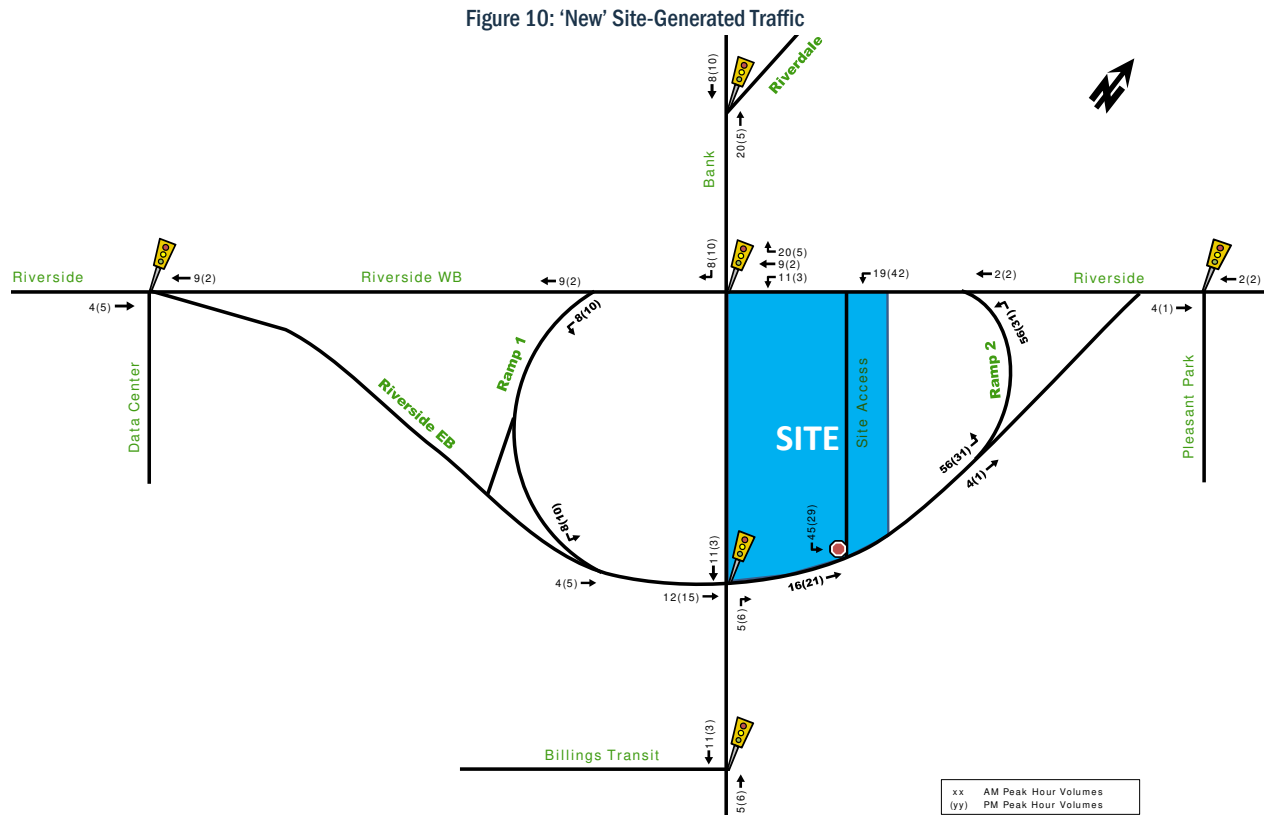 Figure 10: ‘New’ Site-Generated Traffic
8(10)
Riverdale
N
20(5)
Bank
8(10)
20(5)
9(2)
11(3)
19(42)
2(2)
Riverside
Riverside
9(2)
Riverside WB
9(2)
2(2)
4(5)
4(1)
8(10)
56(31)
Ramp 1
Ramp 2
Data Center
Riverside EB
Site Access
Pleasant Park
SITE
56(31)
4(1)
8(10)
45(29)
11(3)
4(5)
12(15)
16(21)
5(6)
11(3)
Billings Transit
5(6)
xx AM Peak Hour Volumes
(yy) PM Peak Hour Volumes